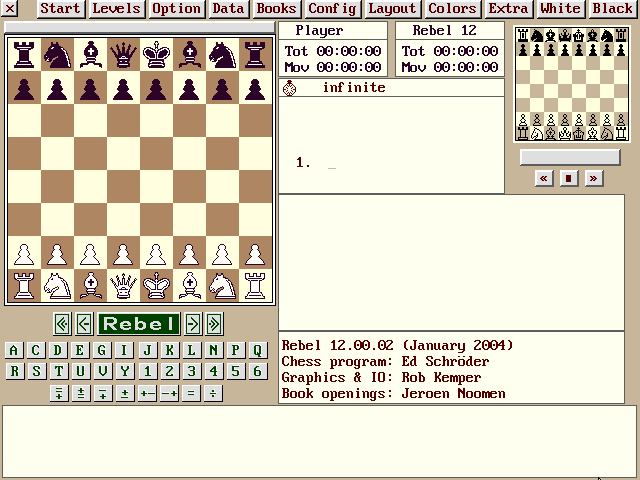 × Start Levels Option Data Books Config Layout Colors Extra White Black
Player
Tot 00:00:00
Mov 00:00:00
Rebel 12
Tot 00:00:00
Mov 00:00:00
infinite
1. _
« ■ »
Rebel
A C D E G I J K L N P Q
R S T U V Y 1 2 3 4 5 6
⩱ ± ∓ ± +- -+ = ÷
Rebel 12.00.02 (January 2004)
Chess program: Ed Schröder
Graphics & IO: Rob Kemper
Book openings: Jeroen Noomen